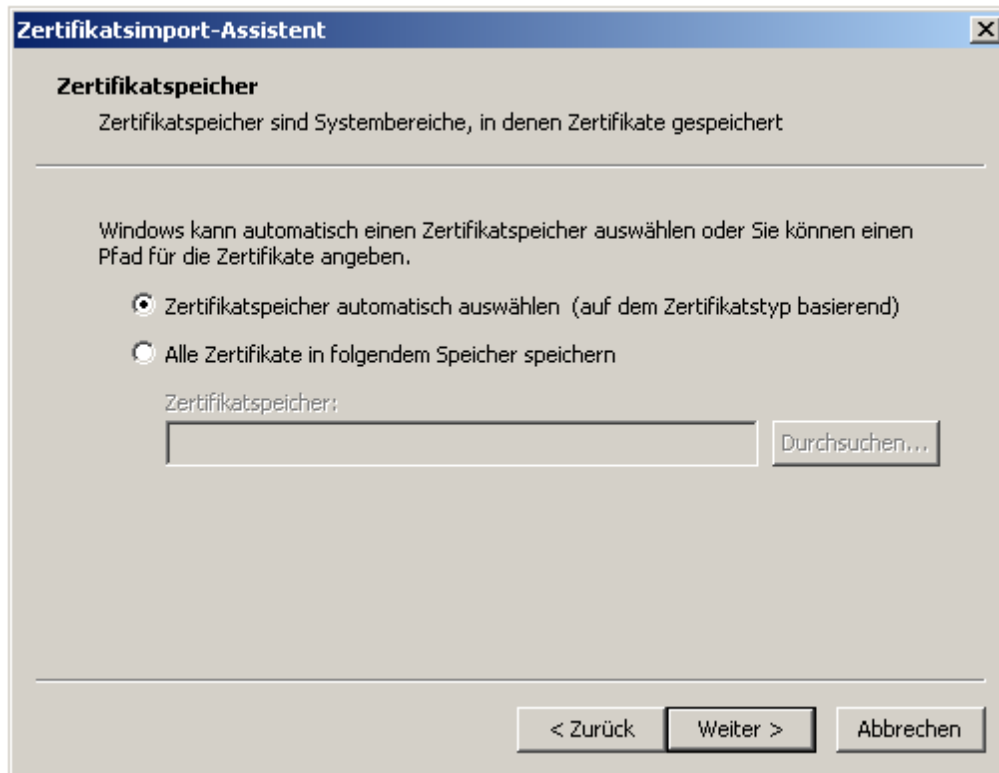 Zertifikatsimport-Assistent
Zertifikatspeicher
Zertifikatspeicher sind Systembereiche, in denen Zertifikate gespeichert
Windows kann automatisch einen Zertifikatspeicher auswählen oder Sie können einen
Pfad für die Zertifikate angeben.
Zertifikatspeicher automatisch auswählen (auf dem Zertifikatstyp basierend)
Alle Zertifikate in folgendem Speicher speichern
Zertifikatspeicher:
Durchsuchen...
< Zurück Weiter > Abbrechen